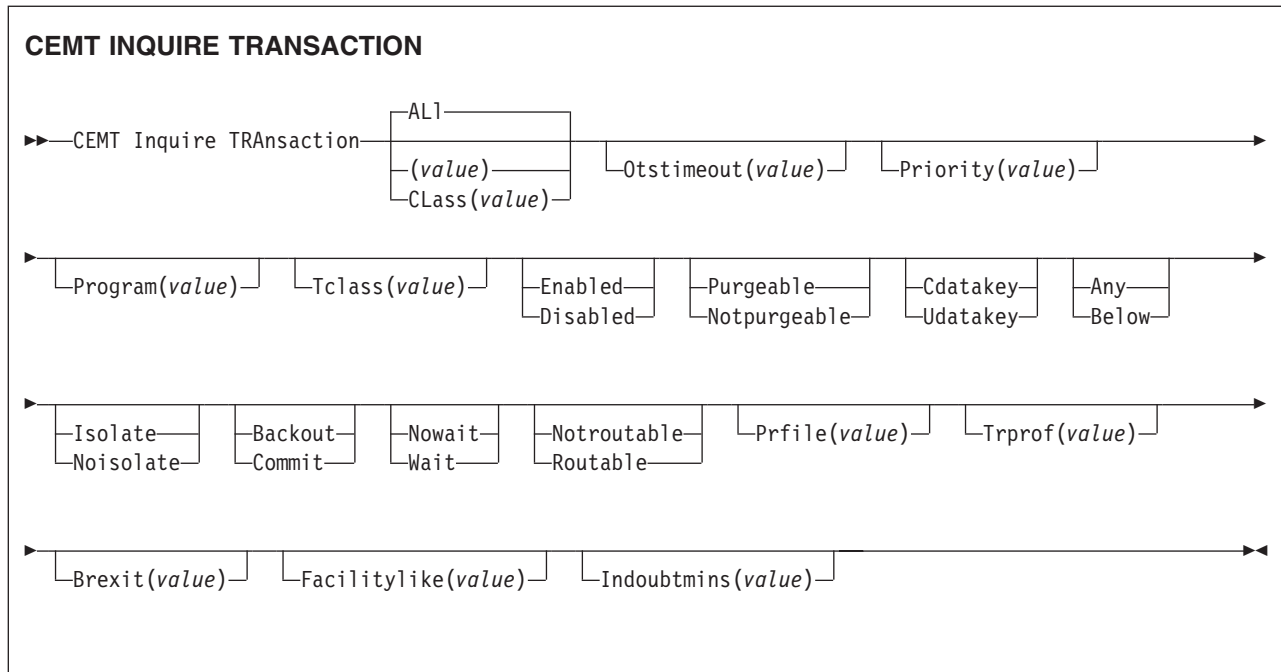 CEMT INQUIRE TRANSACTION
ALl
CEMT Inquire TRAnsaction
(value)
CLass(value)
Otstimeout(value)
Priority(value)
Program(value)
Tclass(value)
Enabled
Disabled
Purgeable
Notpurgeable
Cdatakey
Udatakey
Any
Below
Isolate
Noisolate
Backout
Commit
Nowait
Wait
Notroutable
Routable
Prfile(value)
Trprof(value)
Brexit(value)
Facilitylike(value)
Indoubtmins(value)